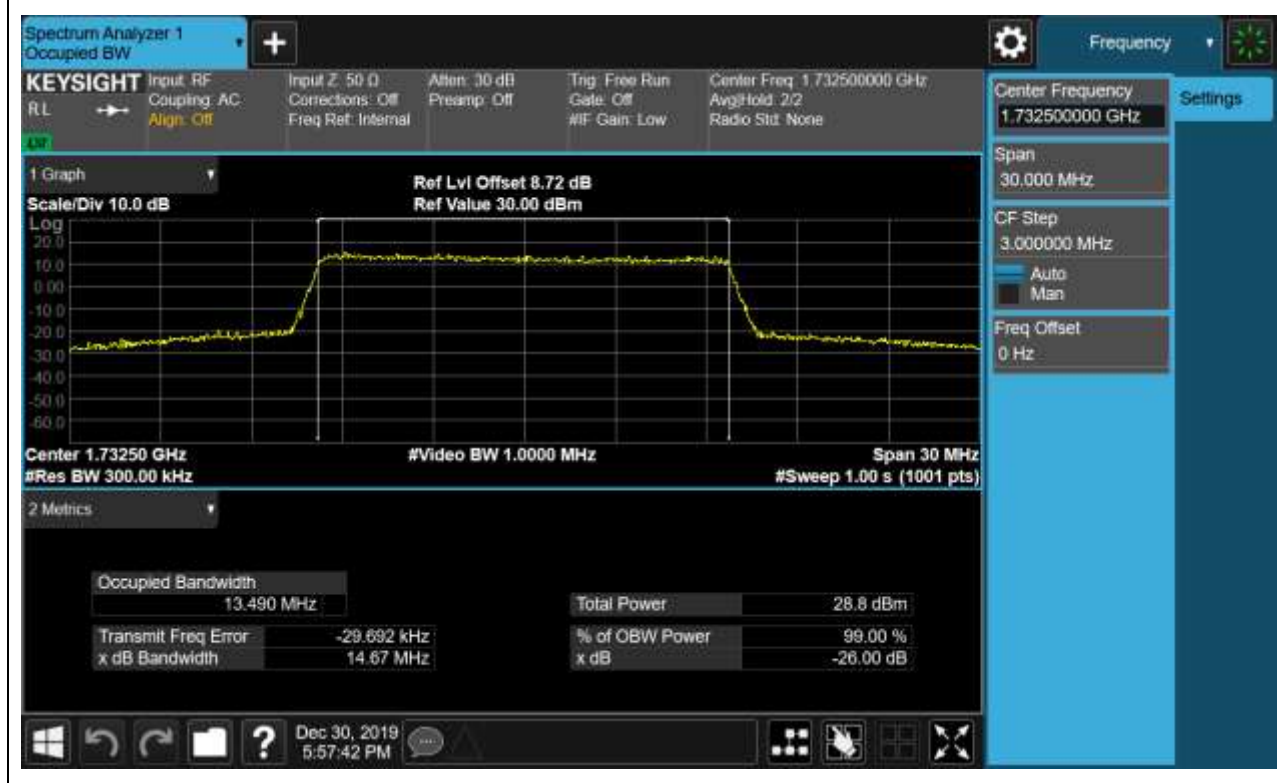 Spectrum Analyzer 1
Occupied BW
+
Frequency
KEYSIGHT
RL
Input: RF
Coupling: AC
Align: Off
Input Z: 50 Ω
Corrections: Off
Freq Ref: Internal
Atten: 30 dB
Preamp: Off
Trig: Free Run
Gate: Off
#IF Gain: Low
Center Freq: 1.732500000 GHz
Avg|Hold: 2/2
Radio Std: None
Center Frequency
1.732500000 GHz
Settings
Span
30.000 MHz
CF Step
3.000000 MHz
Auto
Man
Freq Offset
0 Hz
1 Graph
Scale/Div 10.0 dB
Ref Lvl Offset 8.72 dB
Ref Value 30.00 dBm
Log
20.0
10.0
0.00
-10.0
-20.0
-30.0
-40.0
-50.0
-60.0
Center 1.73250 GHz
#Video BW 1.0000 MHz
Span 30 MHz
#Res BW 300.00 kHz
#Sweep 1.00 s (1001 pts)
2 Metrics
Occupied Bandwidth
13.490 MHz
Total Power 28.8 dBm
Transmit Freq Error -29.692 kHz
% of OBW Power 99.00 %
x dB Bandwidth 14.67 MHz
x dB -26.00 dB
?
Dec 30, 2019
5:57:42 PM